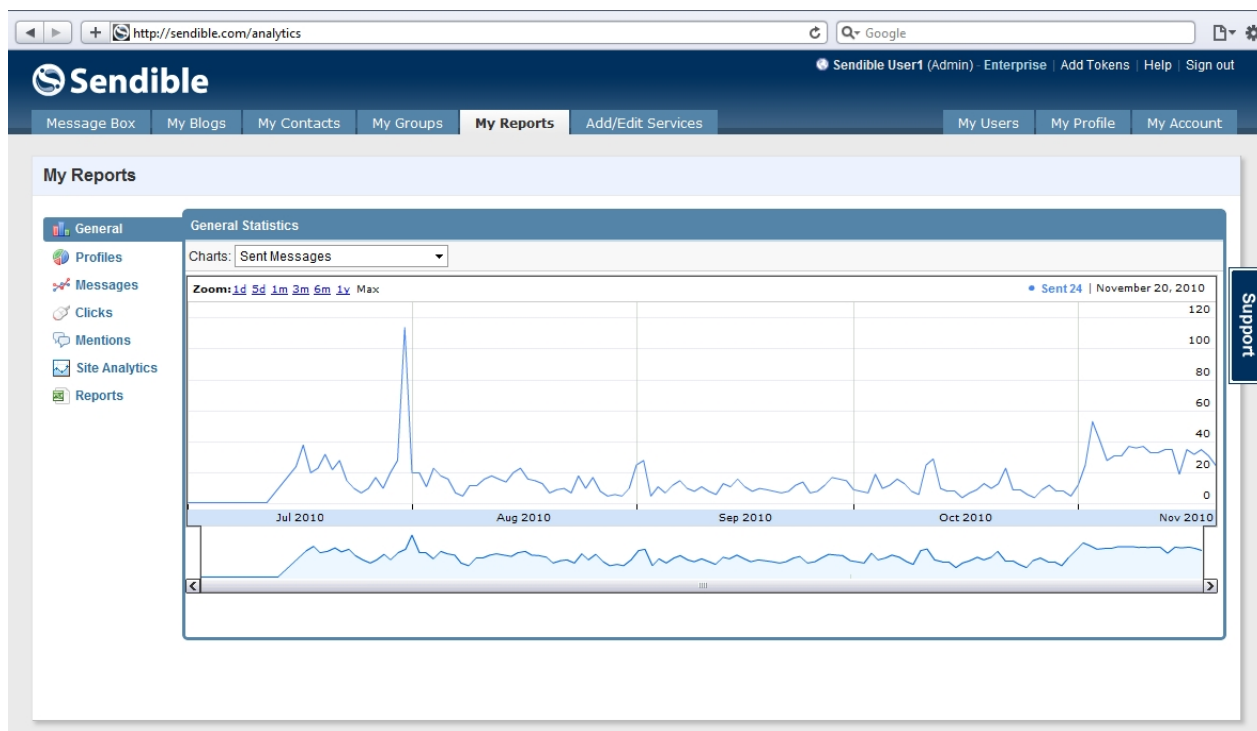 http://sendible.com/analytics
Google
Sendible
Sendible User1 (Admin) - Enterprise | Add Tokens | Help | Sign out
Message Box My Blogs My Contacts My Groups My Reports Add/Edit Services My Users My Profile My Account
My Reports
General
Profiles
Messages
Clicks
Mentions
Site Analytics
Reports
General Statistics
Charts: Sent Messages
Zoom: 1d 5d 1m 3m 6m 1y Max
Sent 24 | November 20, 2010
120
100
80
60
40
20
0
Jul 2010 Aug 2010 Sep 2010 Oct 2010 Nov 2010
Support